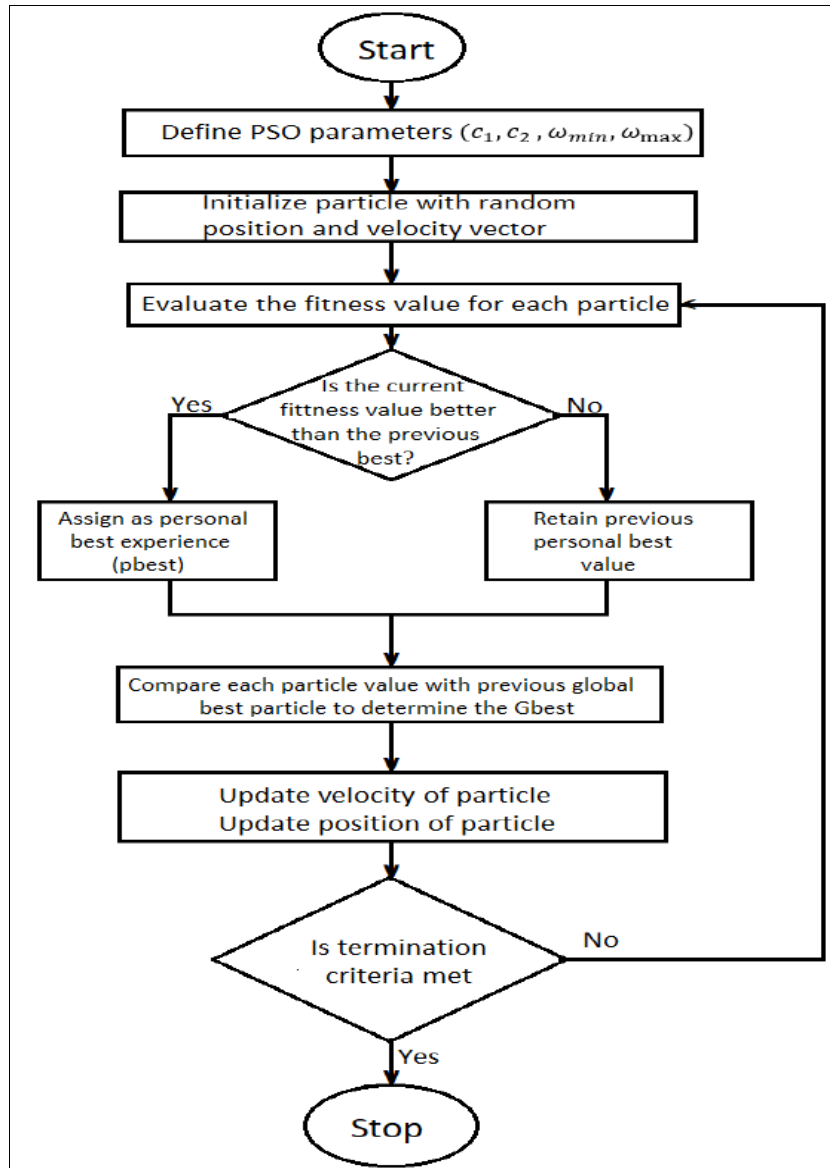 Start
Define PSO parameters (c₁, c₂, ω_min, ω_max)
Initialize particle with random
position and velocity vector
Evaluate the fitness value for each particle
Is the current
fittness value better
than the previous
best?
Yes
No
Assign as personal
best experience
(pbest)
Retain previous
personal best
value
Compare each particle value with previous global
best particle to determine the Gbest
Update velocity of particle
Update position of particle
Is termination
criteria met
No
Yes
Stop